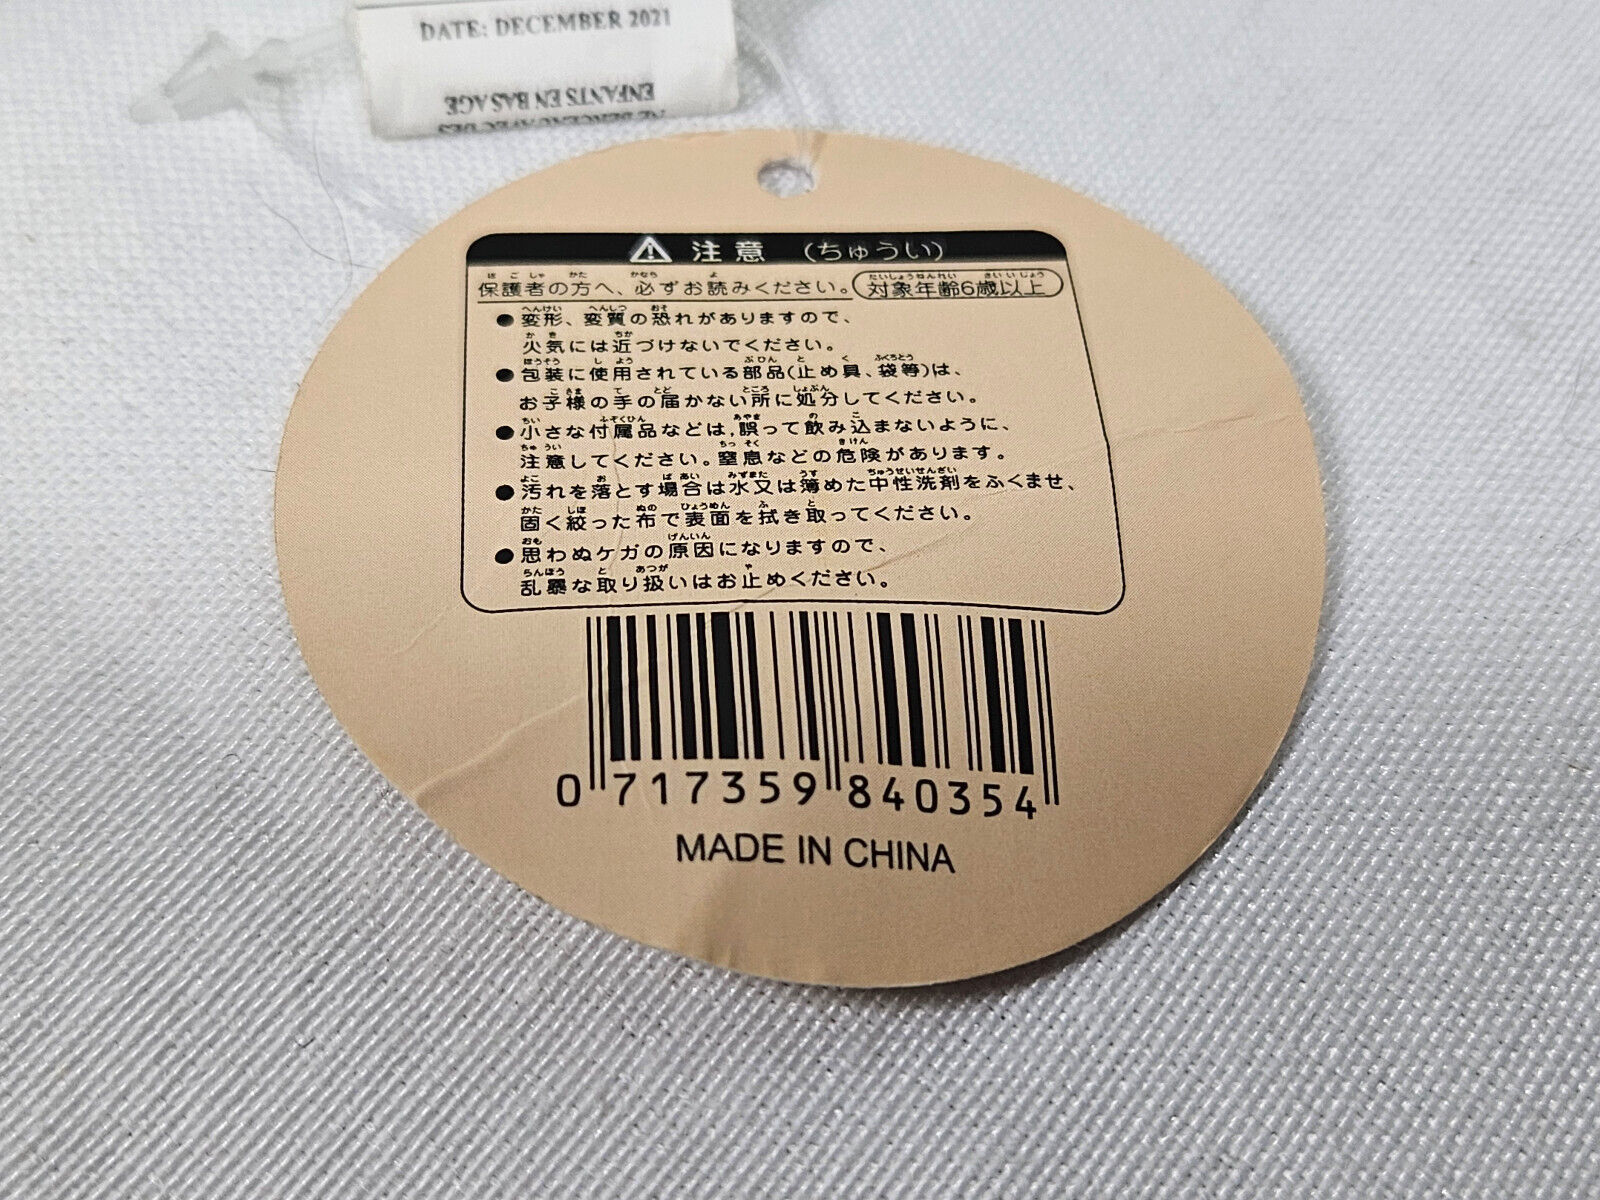 DATE: DECEMBER 2021
ENFANTS EN BAS AGE
BERCEAU AVEC DES
注意 (ちゅうい)
保護者の方へ、必ずお読みください。 対象年齢6歳以上
●変形、変質の恐れがありますので、
火気には近づけないでください。
●包装に使用されている部品(止め具、袋等)は、
お子様の手の届かない所に処分してください。
●小さな付属品などは,誤って飲み込まないように、
注意してください。窒息などの危険があります。
●汚れを落とす場合は水又は薄めた中性洗剤をふくませ、
固く絞った布で表面を拭き取ってください。
●思わぬケガの原因になりますので、
乱暴な取り扱いはお止めください。
0 717359 840354
MADE IN CHINA